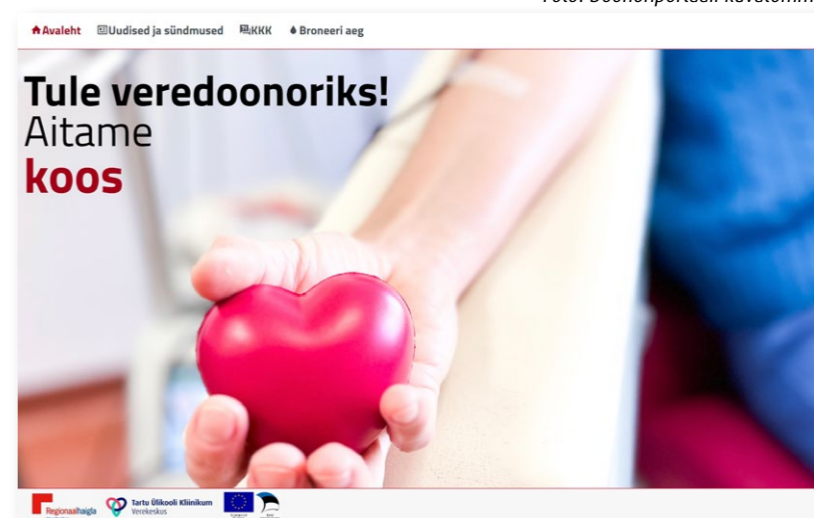 Avaleht Uudised ja sündmused KKK Broneeri aeg
Tule veredoonoriks!
Aitame
koos
Regionaalhaigla
Tartu Ülikooli Kliinikum
Verekeskus